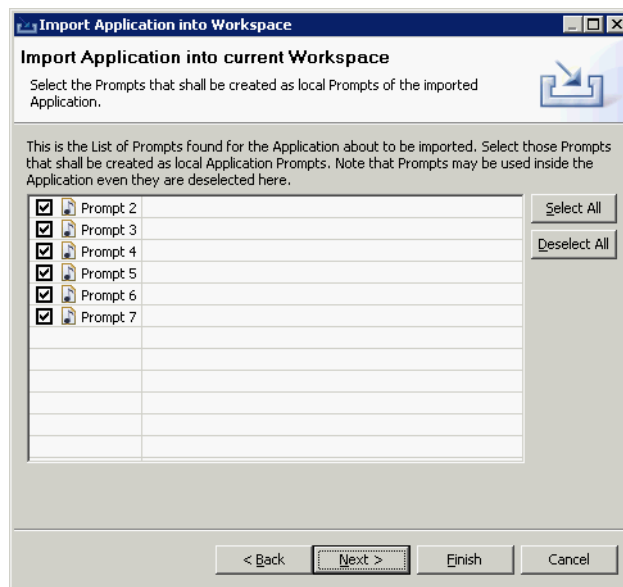 Import Application into Workspace
Import Application into current Workspace
Select the Prompts that shall be created as local Prompts of the imported
Application.
This is the List of Prompts found for the Application about to be imported. Select those Prompts
that shall be created as local Application Prompts. Note that Prompts may be used inside the
Application even they are deselected here.
Prompt 2
Select All
Prompt 3
Prompt 4
Deselect All
Prompt 5
Prompt 6
Prompt 7
< Back
Next >
Finish
Cancel